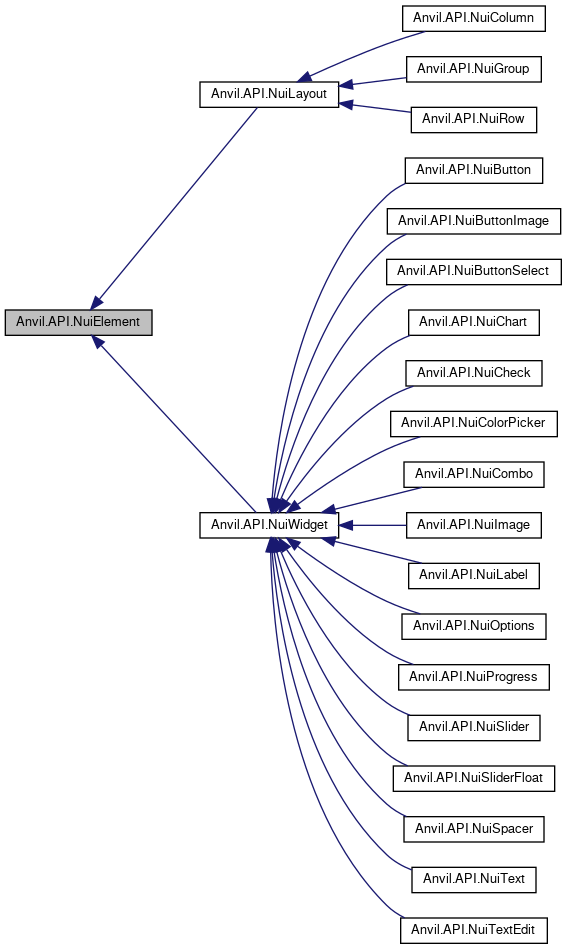 Anvil.API.NuiColumn
Anvil.API.NuiGroup
Anvil.API.NuiLayout
Anvil.API.NuiRow
Anvil.API.NuiButton
Anvil.API.NuiButtonImage
Anvil.API.NuiButtonSelect
Anvil.API.NuiElement
Anvil.API.NuiChart
Anvil.API.NuiCheck
Anvil.API.NuiColorPicker
Anvil.API.NuiCombo
Anvil.API.NuiWidget
Anvil.API.NuiImage
Anvil.API.NuiLabel
Anvil.API.NuiOptions
Anvil.API.NuiProgress
Anvil.API.NuiSlider
Anvil.API.NuiSliderFloat
Anvil.API.NuiSpacer
Anvil.API.NuiText
Anvil.API.NuiTextEdit